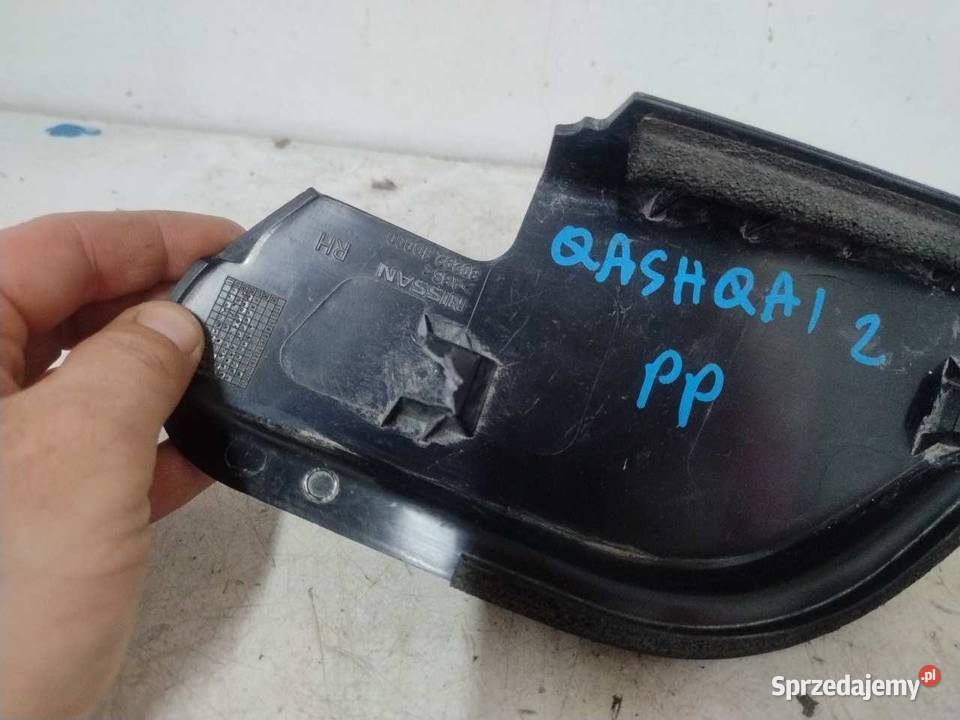 QASHQAI 2
PP
RH
NISSAN
Sprzedajemy.pl